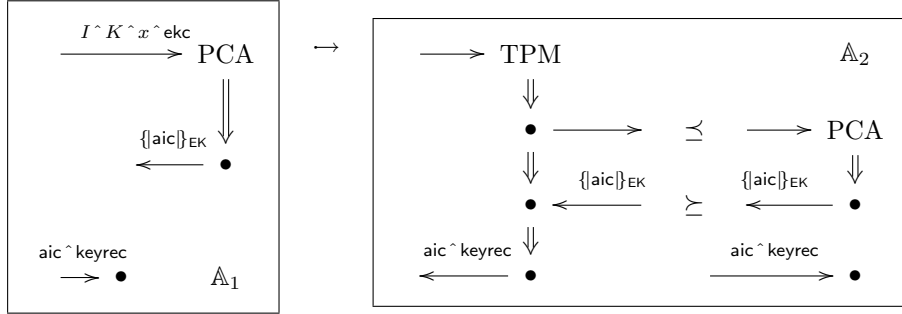 I ˆ K ˆ x ˆ ekc
PCA
↣
TPM
𝔸₂
⪯
PCA
{|aic|}EK
{|aic|}EK
⪰
{|aic|}EK
aic ˆ keyrec
𝔸₁
aic ˆ keyrec
aic ˆ keyrec